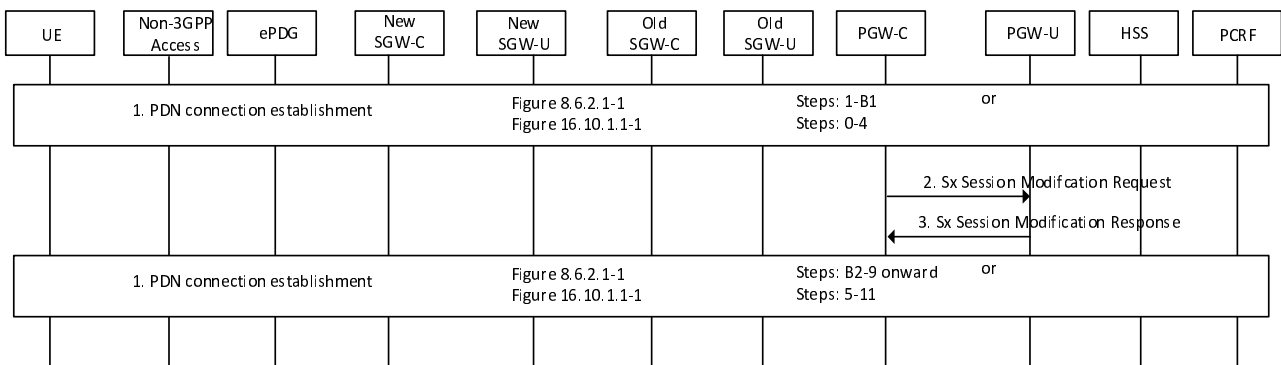 UE
Non-3GPP
Access
ePDG
New
SGW-C
New
SGW-U
Old
SGW-C
Old
SGW-U
PGW-C
PGW-U
HSS
PCRF
1. PDN connection establishment
Figure 8.6.2.1-1
Figure 16.10.1.1-1
Steps: 1-B1
or
Steps: 0-4
2. Sx Session Modifcation Request
3. Sx Session Modification Response
1. PDN connection establishment
Figure 8.6.2.1-1
Figure 16.10.1.1-1
Steps: B2-9 onward
or
Steps: 5-11